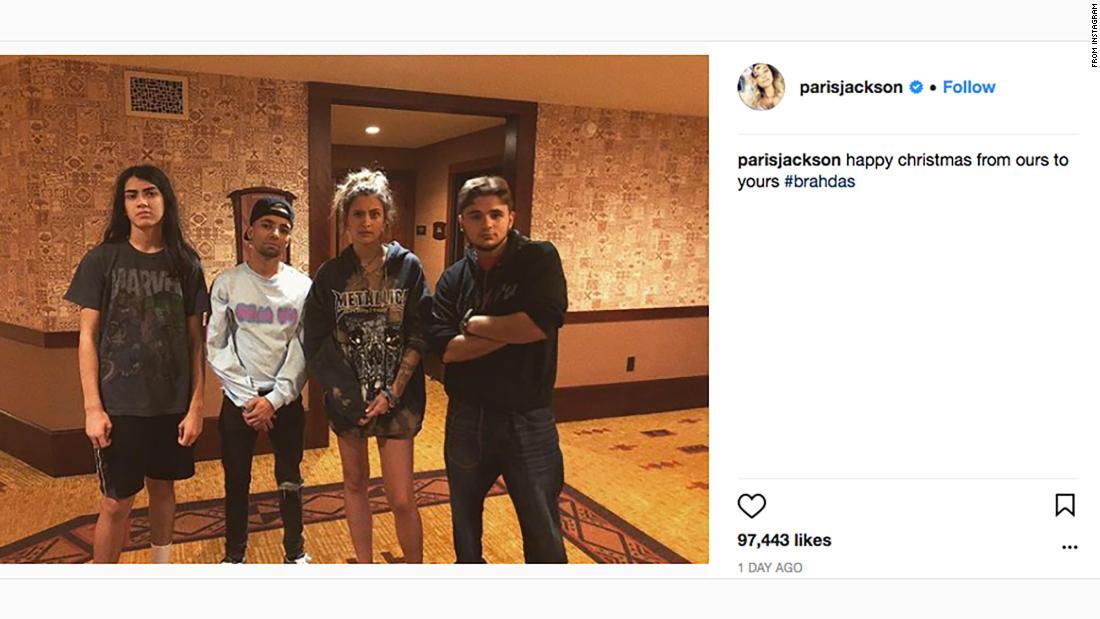 FROM INSTAGRAM
parisjackson • Follow
parisjackson happy christmas from ours to
yours #brahdas
MARVEL
METALLICA
97,443 likes
1 DAY AGO